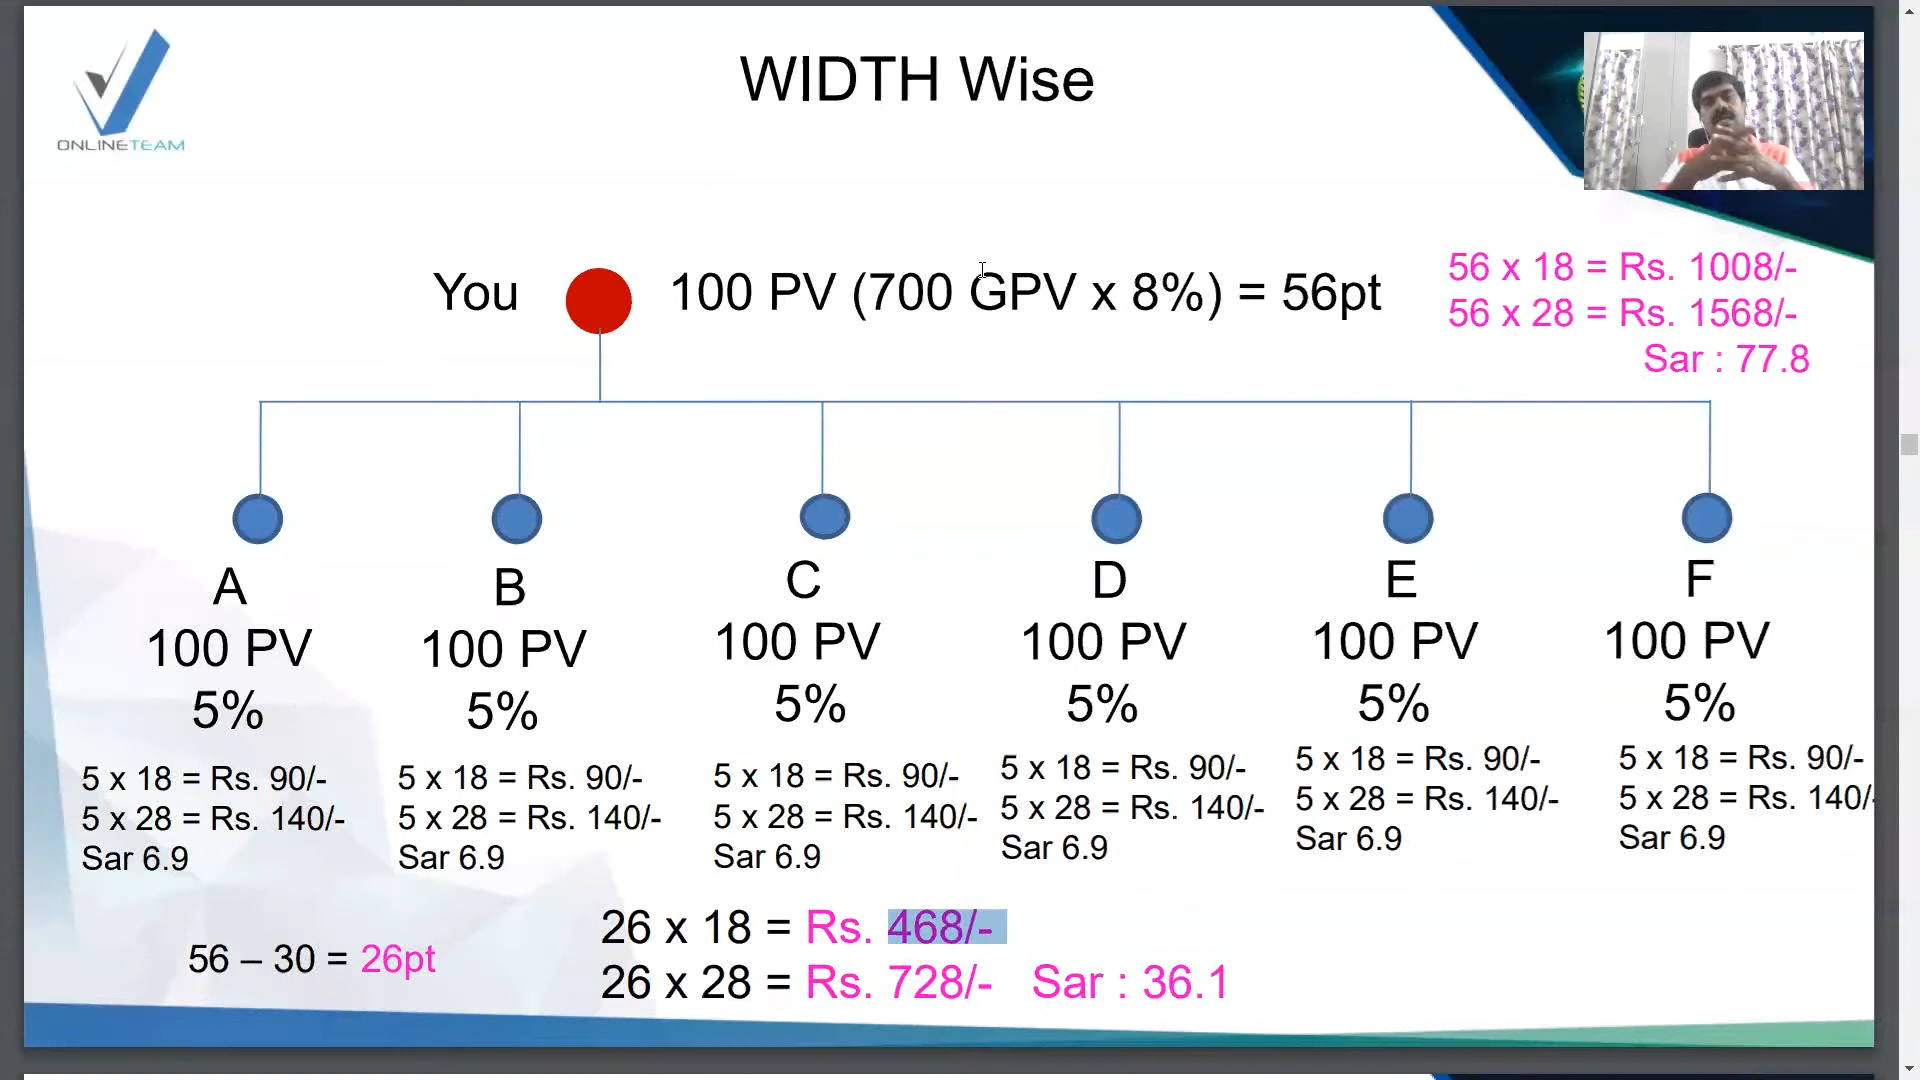 WIDTH Wise
ONLINETEAM
You
100 PV (700 GPV x 8%) = 56pt
56 x 18 = Rs. 1008/-
56 x 28 = Rs. 1568/-
Sar : 77.8
A
100 PV
5%
5 x 18 = Rs. 90/-
5 x 28 = Rs. 140/-
Sar 6.9
B
100 PV
5%
5 x 18 = Rs. 90/-
5 x 28 = Rs. 140/-
Sar 6.9
C
100 PV
5%
5 x 18 = Rs. 90/-
5 x 28 = Rs. 140/-
Sar 6.9
D
100 PV
5%
5 x 18 = Rs. 90/-
5 x 28 = Rs. 140/-
Sar 6.9
E
100 PV
5%
5 x 18 = Rs. 90/-
5 x 28 = Rs. 140/-
Sar 6.9
F
100 PV
5%
5 x 18 = Rs. 90/-
5 x 28 = Rs. 140/-
Sar 6.9
56 – 30 = 26pt
26 x 18 = Rs. 468/-
26 x 28 = Rs. 728/- Sar : 36.1